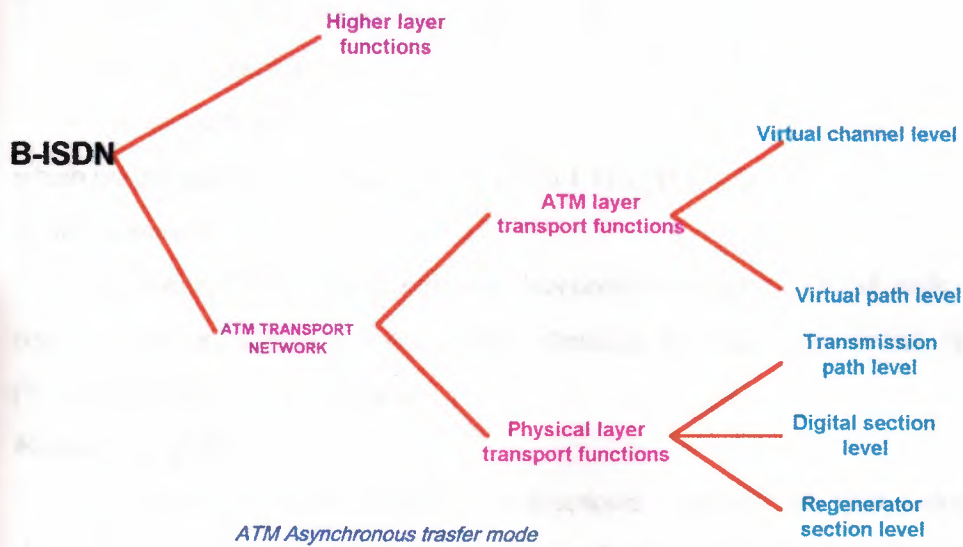 Higher layer
functions
B-ISDN
ATM TRANSPORT
NETWORK
ATM layer
transport functions
Virtual channel level
Virtual path level
Physical layer
transport functions
Transmission
path level
Digital section
level
Regenerator
section level
ATM Asynchronous trasfer mode